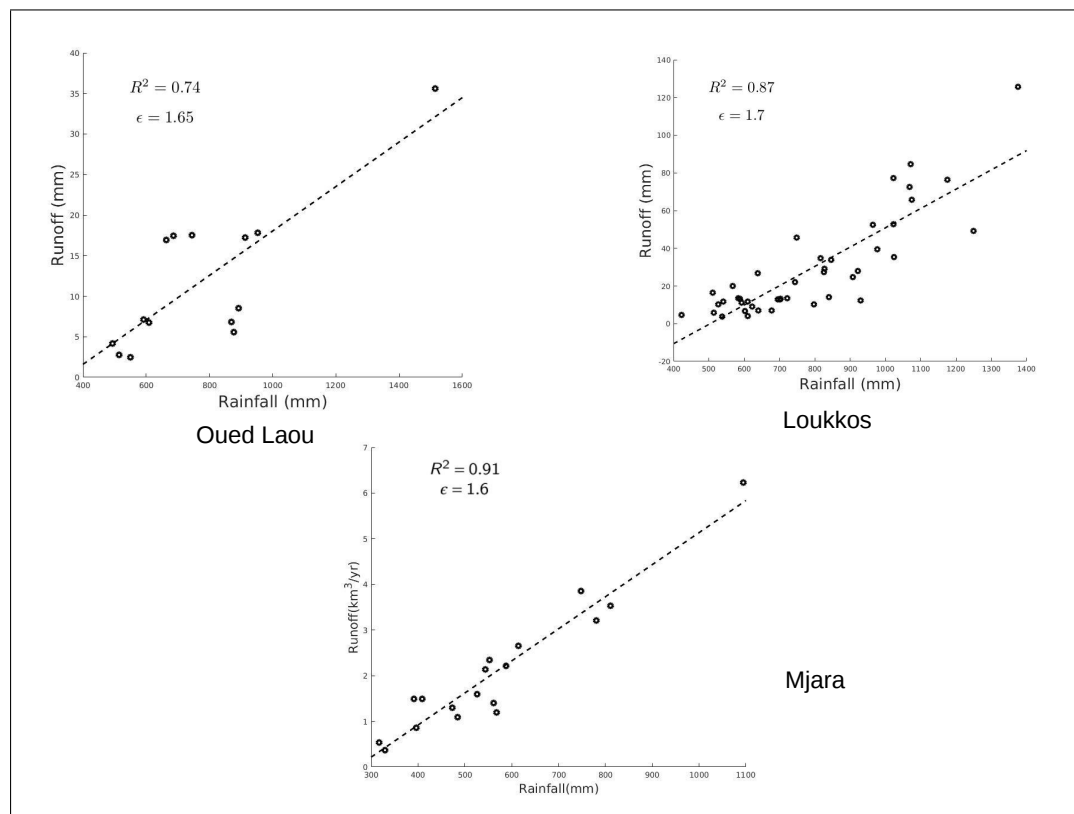 R² = 0.74
ϵ = 1.65
Runoff (mm)
40
35
30
25
20
15
10
5
0
400 600 800 1000 1200 1400 1600
Rainfall (mm)
Oued Laou
R² = 0.87
ϵ = 1.7
Runoff (mm)
140
120
100
80
60
40
20
0
-20
400 500 600 700 800 900 1000 1100 1200 1300 1400
Rainfall (mm)
Loukkos
R² = 0.91
ϵ = 1.6
Runoff(km³/yr)
7
6
5
4
3
2
1
0
300 400 500 600 700 800 900 1000 1100
Rainfall(mm)
Mjara